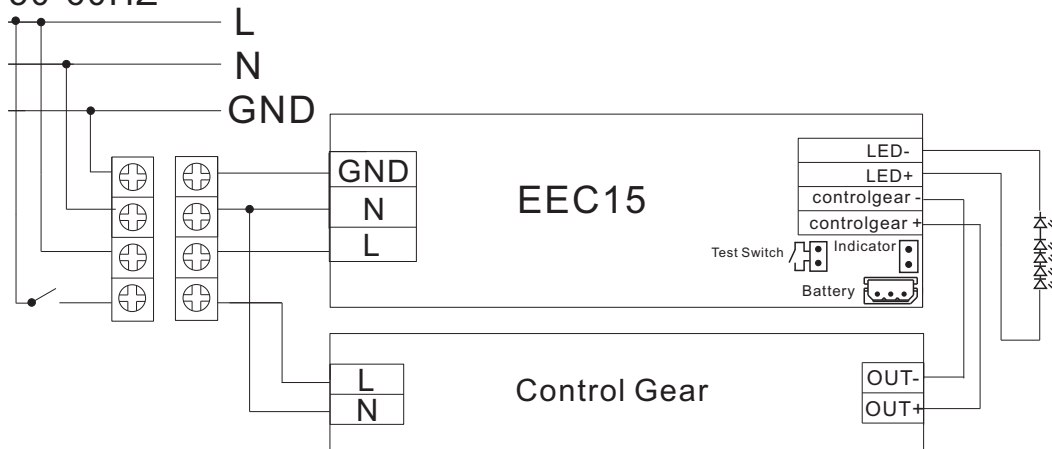 L
N
GND
GND
N
L
EEC15
LED-
LED+
controlgear -
controlgear +
Test Switch
Indicator
Battery
L
N
Control Gear
OUT-
OUT+